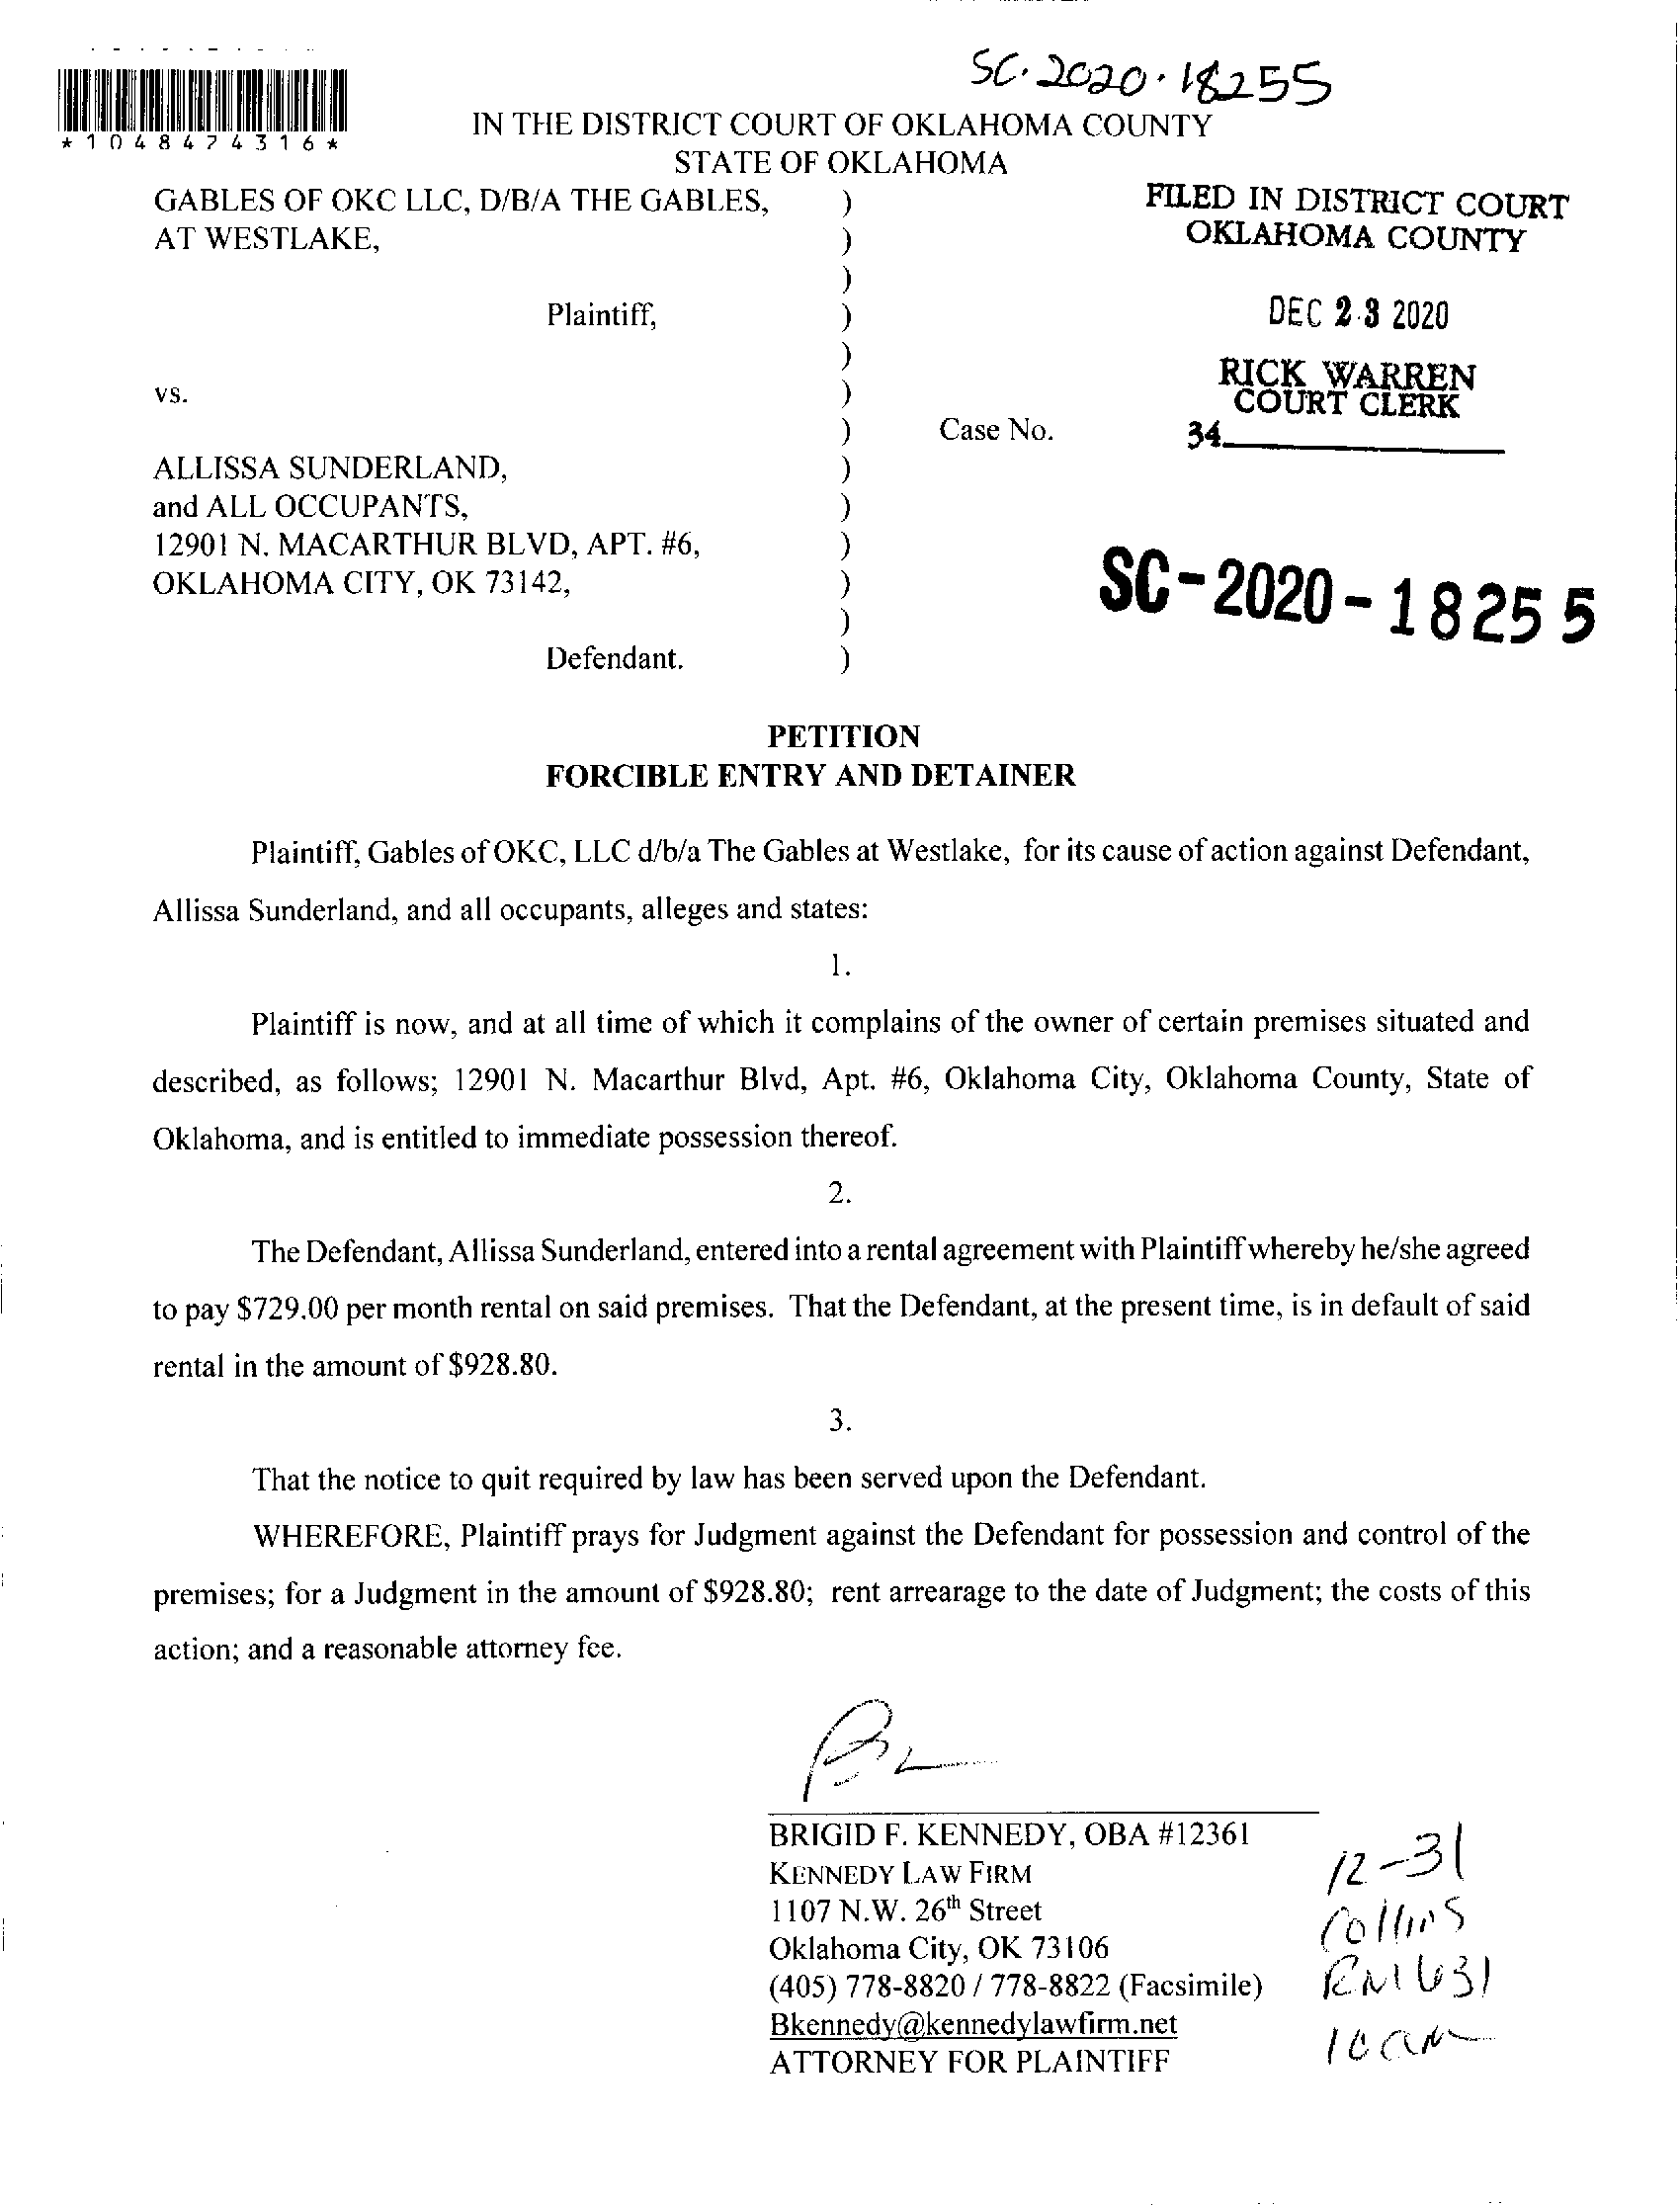 SC-2020-18255
*1048474316*
IN THE DISTRICT COURT OF OKLAHOMA COUNTY
STATE OF OKLAHOMA
GABLES OF OKC LLC, D/B/A THE GABLES, )
AT WESTLAKE, )
)
Plaintiff, )
)
vs. )
) Case No.
ALLISSA SUNDERLAND, )
and ALL OCCUPANTS, )
12901 N. MACARTHUR BLVD, APT. #6, )
OKLAHOMA CITY, OK 73142, )
)
Defendant. )
FILED IN DISTRICT COURT
OKLAHOMA COUNTY
DEC 23 2020
RICK WARREN
COURT CLERK
34
SC-2020-18255
PETITION
FORCIBLE ENTRY AND DETAINER
Plaintiff, Gables of OKC, LLC d/b/a The Gables at Westlake, for its cause of action against Defendant,
Allissa Sunderland, and all occupants, alleges and states:
1.
Plaintiff is now, and at all time of which it complains of the owner of certain premises situated and
described, as follows; 12901 N. Macarthur Blvd, Apt. #6, Oklahoma City, Oklahoma County, State of
Oklahoma, and is entitled to immediate possession thereof.
2.
The Defendant, Allissa Sunderland, entered into a rental agreement with Plaintiff whereby he/she agreed
to pay $729.00 per month rental on said premises. That the Defendant, at the present time, is in default of said
rental in the amount of $928.80.
3.
That the notice to quit required by law has been served upon the Defendant.
WHEREFORE, Plaintiff prays for Judgment against the Defendant for possession and control of the
premises; for a Judgment in the amount of $928.80; rent arrearage to the date of Judgment; the costs of this
action; and a reasonable attorney fee.
BRIGID F. KENNEDY, OBA #12361
KENNEDY LAW FIRM
1107 N.W. 26th Street
Oklahoma City, OK 73106
(405) 778-8820 / 778-8822 (Facsimile)
Bkennedy@kennedylawfirm.net
ATTORNEY FOR PLAINTIFF
12-31
Collins
RM 631
10 am